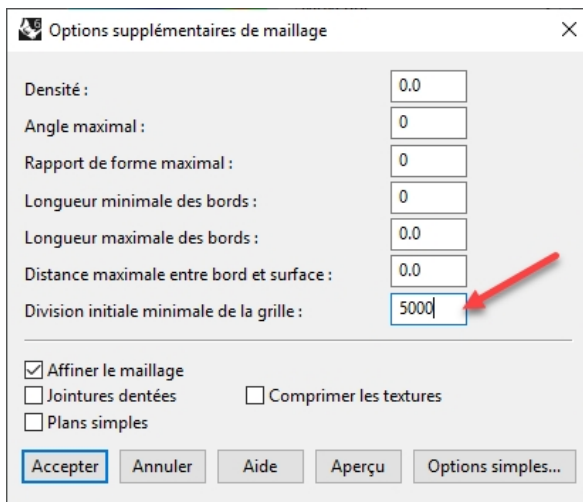 Options supplémentaires de maillage
Densité : 0.0
Angle maximal : 0
Rapport de forme maximal : 0
Longueur minimale des bords : 0
Longueur maximale des bords : 0.0
Distance maximale entre bord et surface : 0.0
Division initiale minimale de la grille : 5000
Affiner le maillage
Jointures dentées Comprimer les textures
Plans simples
Accepter Annuler Aide Aperçu Options simples...